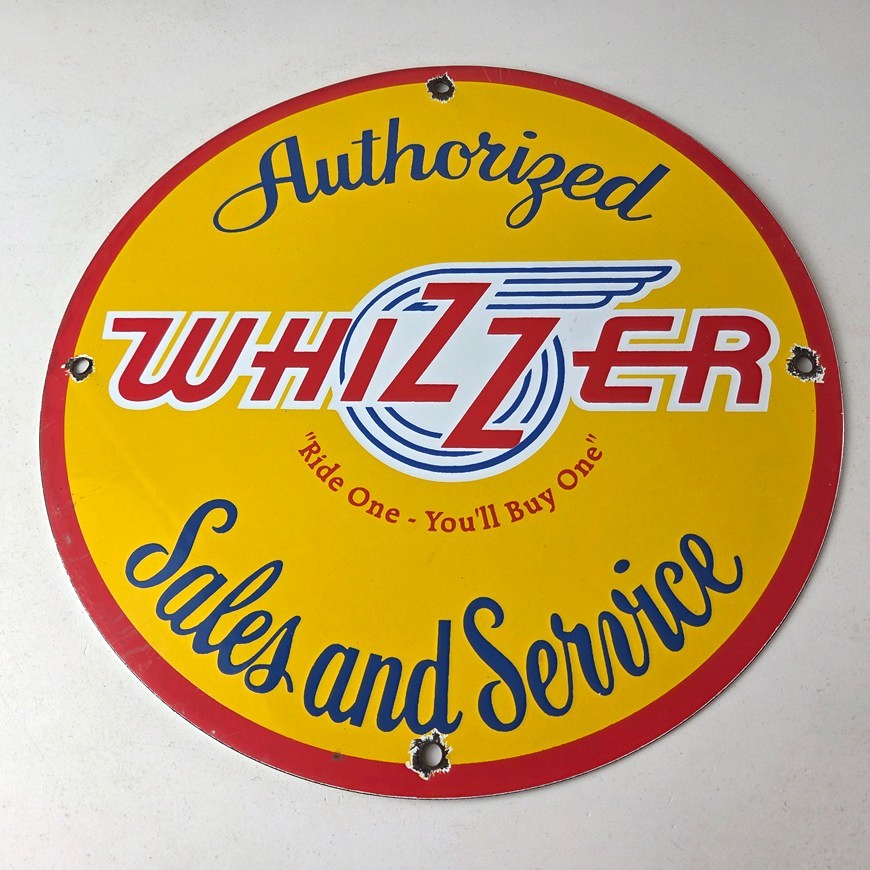 Authorized
WHIZZER
"Ride One - You'll Buy One"
Sales and Service